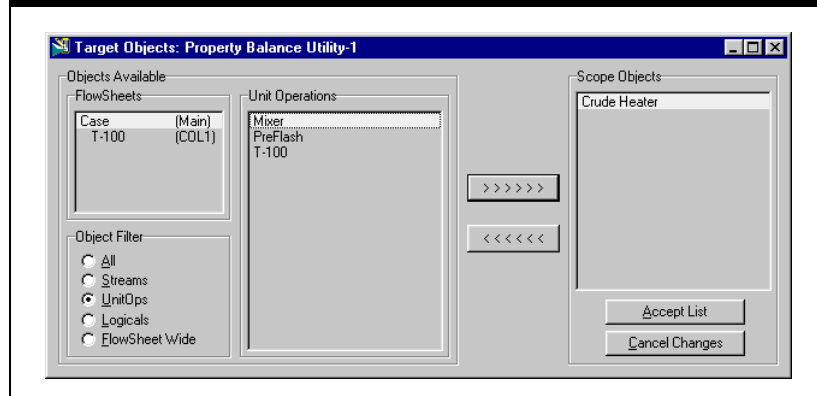 Target Objects: Property Balance Utility-1
Objects Available
FlowSheets
Case (Main)
T-100 (COL1)
Object Filter
All
Streams
UnitOps
Logicals
FlowSheet Wide
Unit Operations
Mixer
PreFlash
T-100
>>>>>>
<<<<<<
Scope Objects
Crude Heater
Accept List
Cancel Changes